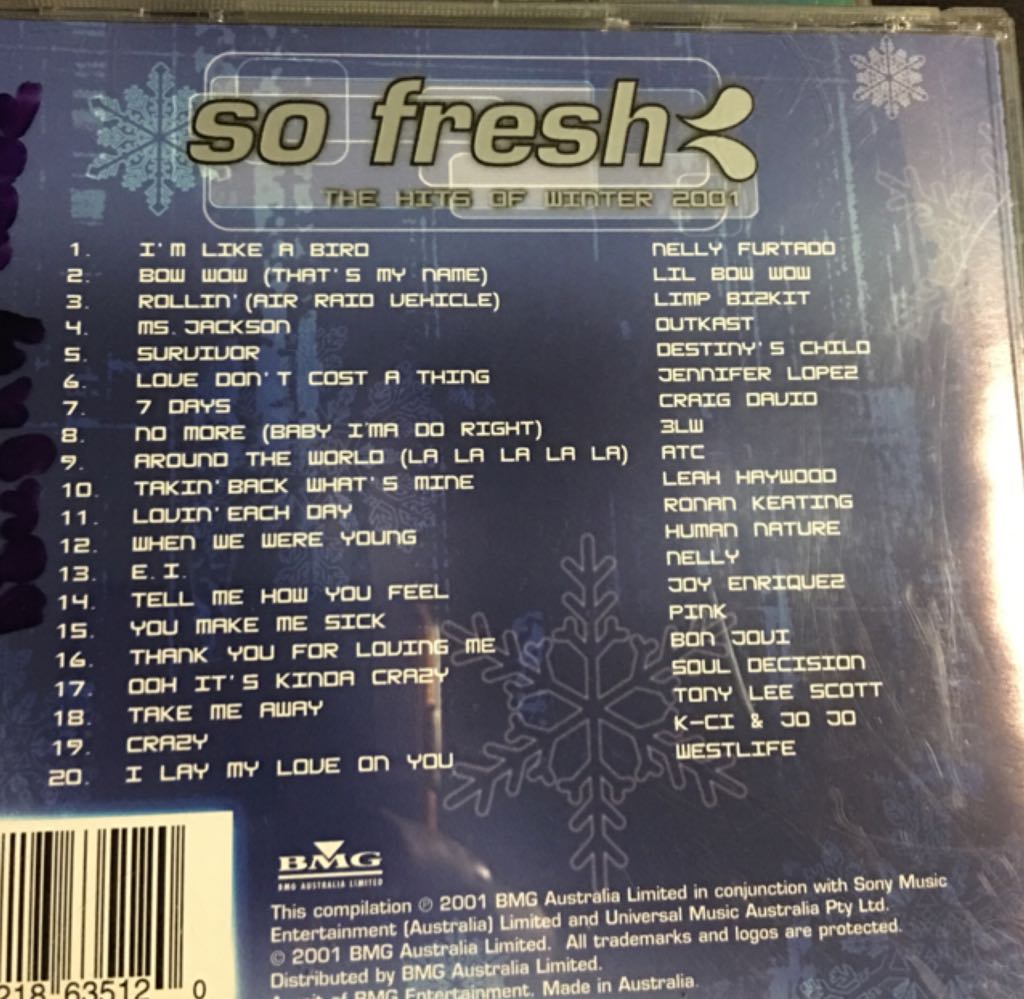 so fresh
THE HITS OF WINTER 2001
1. I'M LIKE A BIRD NELLY FURTADO
2. BOW WOW (THAT'S MY NAME) LIL BOW WOW
3. ROLLIN' (AIR RAID VEHICLE) LIMP BIZKIT
4. MS. JACKSON OUTKAST
5. SURVIVOR DESTINY'S CHILD
6. LOVE DON'T COST A THING JENNIFER LOPEZ
7. 7 DAYS CRAIG DAVID
8. NO MORE (BABY I'MA DO RIGHT) 3LW
9. AROUND THE WORLD (LA LA LA LA LA) ATC
10. TAKIN' BACK WHAT'S MINE LEAH HAYWOOD
11. LOVIN' EACH DAY RONAN KEATING
12. WHEN WE WERE YOUNG HUMAN NATURE
13. E.I. NELLY
14. TELL ME HOW YOU FEEL JOY ENRIQUEZ
15. YOU MAKE ME SICK PINK
16. THANK YOU FOR LOVING ME BON JOVI
17. OOH IT'S KINDA CRAZY SOUL DECISION
18. TAKE ME AWAY TONY LEE SCOTT
19. CRAZY K-CI & JO JO
20. I LAY MY LOVE ON YOU WESTLIFE
BMG
BMG AUSTRALIA LIMITED
This compilation ℗ 2001 BMG Australia Limited in conjunction with Sony Music
Entertainment (Australia) Limited and Universal Music Australia Pty Ltd.
© 2001 BMG Australia Limited. All trademarks and logos are protected.
Distributed by BMG Australia Limited.
of BMG Entertainment. Made in Australia.
218 63512 0